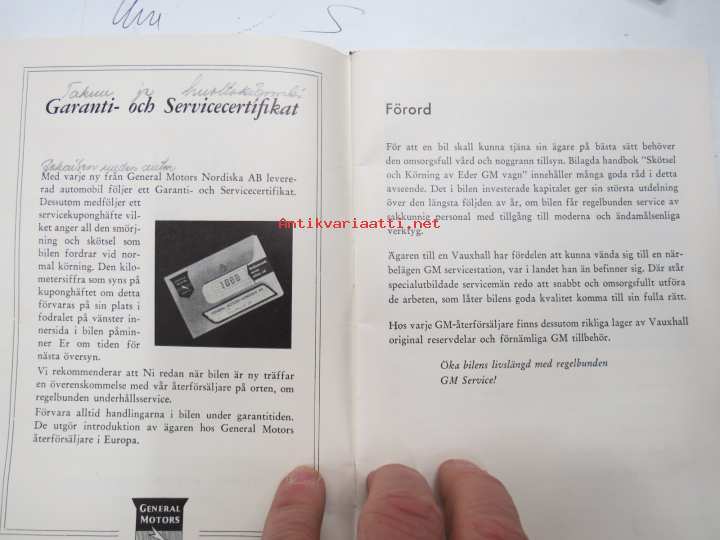 Takuu ja huoltokuponki
Garanti- och Servicecertifikat
Med varje ny från General Motors Nordiska AB levere-
rad automobil följer ett Garanti- och Servicecertifikat.
Dessutom medföljer ett
servicekuponghäfte vil-
ket anger all den smörj-
ning och skötsel som
bilen fordrar vid nor-
mal körning. Den kilo-
metersiffra som syns på
kuponghäftet om detta
förvaras på sin plats i
fodralet på vänster in-
nersida i bilen påmin-
ner Er om tiden för
nästa översyn.
1000
Vi rekommenderar att Ni redan när bilen är ny träffar
en överenskommelse med vår återförsäljare på orten, om
regelbunden underhållsservice.
Förvara alltid handlingarna i bilen under garantitiden.
De utgör introduktion av ägaren hos General Motors
återförsäljare i Europa.
GENERAL
MOTORS
Förord
För att en bil skall kunna tjäna sin ägare på bästa sätt behöver
den omsorgsfull vård och noggrann tillsyn. Bilagda handbok "Skötsel
och Körning av Eder GM vagn" innehåller många goda råd i detta
avseende. Det i bilen investerade kapitalet ger sin största utdelning
över den längsta följden av år, om bilen får regelbunden service av
sakkunnig personal med tillgång till moderna och ändamålsenliga
verktyg.
Ägaren till en Vauxhall har fördelen att kunna vända sig till en när-
belägen GM servicestation, var i landet han än befinner sig. Där står
specialutbildade servicemän redo att snabbt och omsorgsfullt utföra
de arbeten, som låter bilens goda kvalitet komma till sin fulla rätt.
Hos varje GM-återförsäljare finns dessutom rikliga lager av Vauxhall
original reservdelar och förnämliga GM tillbehör.
Öka bilens livslängd med regelbunden
GM Service!
Antikvariaatti.net